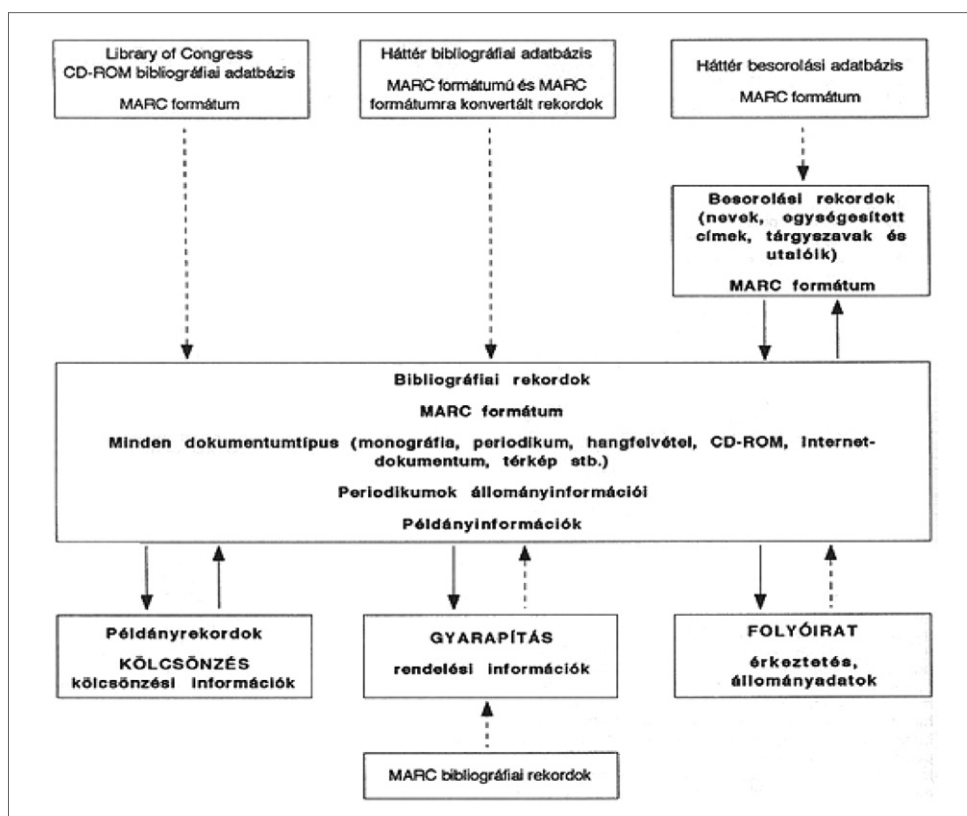 Library of Congress
CD-ROM bibliográfiai adatbázis
MARC formátum
Háttér bibliográfiai adatbázis
MARC formátumú és MARC
formátumra konvertált rekordok
Háttér besorolási adatbázis
MARC formátum
Besorolási rekordok
(nevek, egységesített
címek, tárgyszavak és
utalóik)
MARC formátum
Bibliográfiai rekordok
MARC formátum
Minden dokumentumtípus (monográfia, periodikum, hangfelvétel, CD-ROM, Internet-
dokumentum, térkép stb.)
Periodikumok állományinformációi
Példányinformációk
Példányrekordok
KÖLCSÖNZÉS
kölcsönzési információk
GYARAPÍTÁS
rendelési információk
FOLYÓIRAT
érkeztetés,
állományadatok
MARC bibliográfiai rekordok